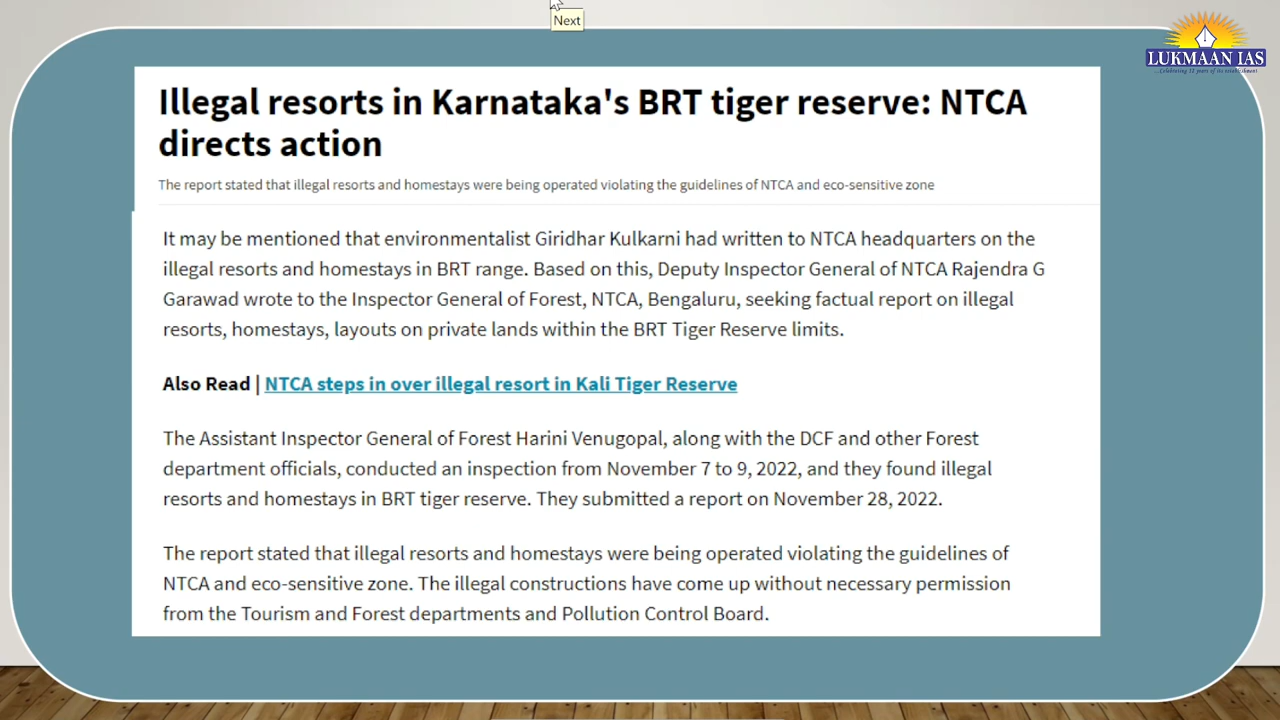 Next
LUKMAAN IAS
...Celebrating 11 years of its establishment
Illegal resorts in Karnataka's BRT tiger reserve: NTCA
directs action
The report stated that illegal resorts and homestays were being operated violating the guidelines of NTCA and eco-sensitive zone
It may be mentioned that environmentalist Giridhar Kulkarni had written to NTCA headquarters on the
illegal resorts and homestays in BRT range. Based on this, Deputy Inspector General of NTCA Rajendra G
Garawad wrote to the Inspector General of Forest, NTCA, Bengaluru, seeking factual report on illegal
resorts, homestays, layouts on private lands within the BRT Tiger Reserve limits.
Also Read | NTCA steps in over illegal resort in Kali Tiger Reserve
The Assistant Inspector General of Forest Harini Venugopal, along with the DCF and other Forest
department officials, conducted an inspection from November 7 to 9, 2022, and they found illegal
resorts and homestays in BRT tiger reserve. They submitted a report on November 28, 2022.
The report stated that illegal resorts and homestays were being operated violating the guidelines of
NTCA and eco-sensitive zone. The illegal constructions have come up without necessary permission
from the Tourism and Forest departments and Pollution Control Board.